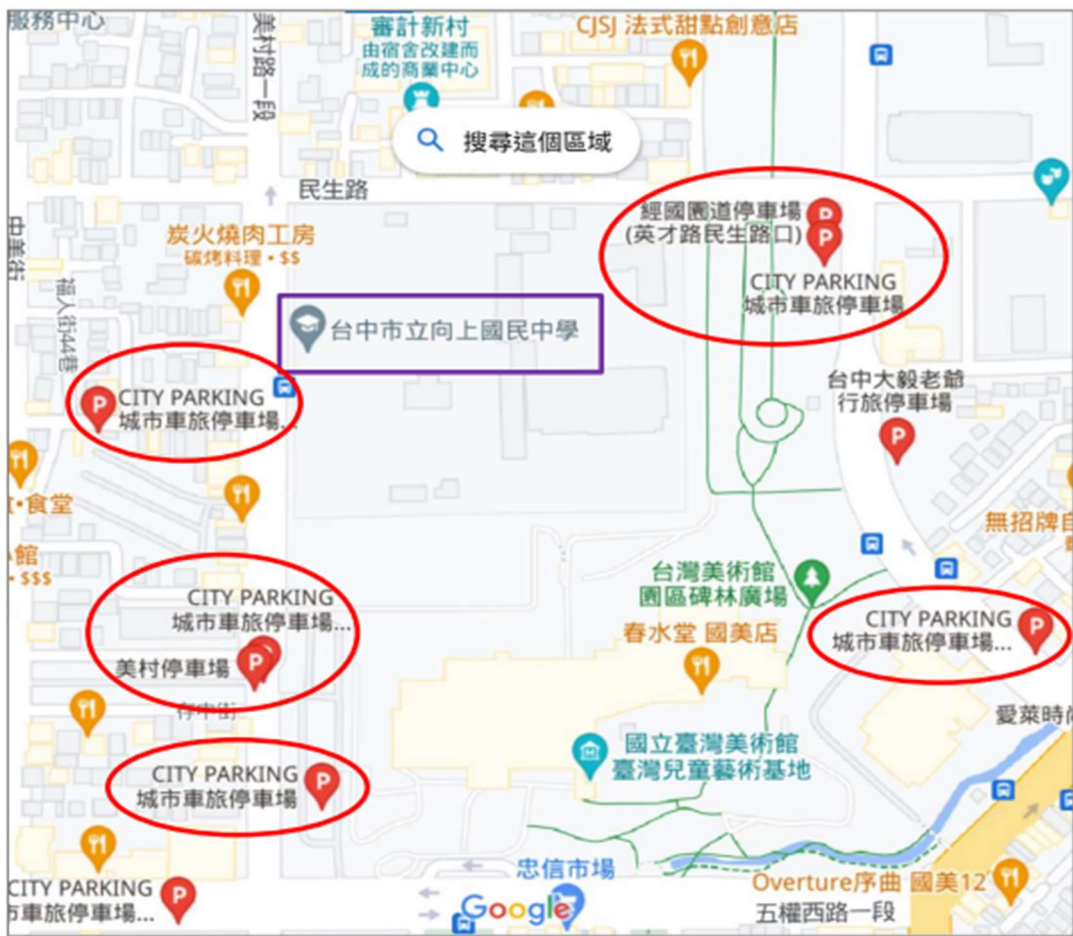 服務中心
美村路一段
審計新村
由宿舍改建而
成的商業中心
CJSJ 法式甜點創意店
搜尋這個區域
民生路
中美街
福人街44巷
炭火燒肉工房
碳烤料理・$$
台中市立向上國民中學
經國園道停車場
(英才路民生路口)
CITY PARKING
城市車旅停車場
CITY PARKING
城市車旅停車場...
台中大毅老爺
行旅停車場
・食堂
無招牌自
館
・$$$
台灣美術館
園區碑林廣場
CITY PARKING
城市車旅停車場...
CITY PARKING
城市車旅停車場...
春水堂 國美店
美村停車場
存中街
愛萊時尚
國立臺灣美術館
臺灣兒童藝術基地
CITY PARKING
城市車旅停車場
忠信市場
CITY PARKING
市車旅停車場...
Google
Overture序曲 國美12
五權西路一段